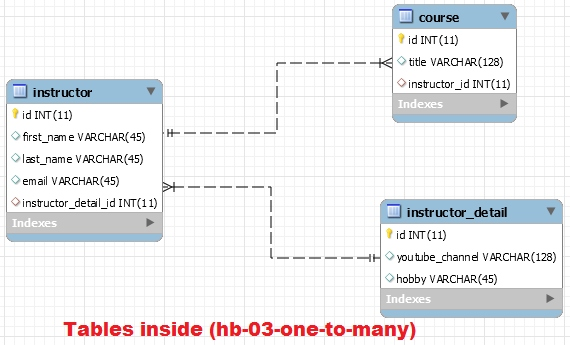 course
id INT(11)
title VARCHAR(128)
instructor_id INT(11)
Indexes
instructor
id INT(11)
first_name VARCHAR(45)
last_name VARCHAR(45)
email VARCHAR(45)
instructor_detail_id INT(11)
Indexes
instructor_detail
id INT(11)
youtube_channel VARCHAR(128)
hobby VARCHAR(45)
Indexes
Tables inside (hb-03-one-to-many)